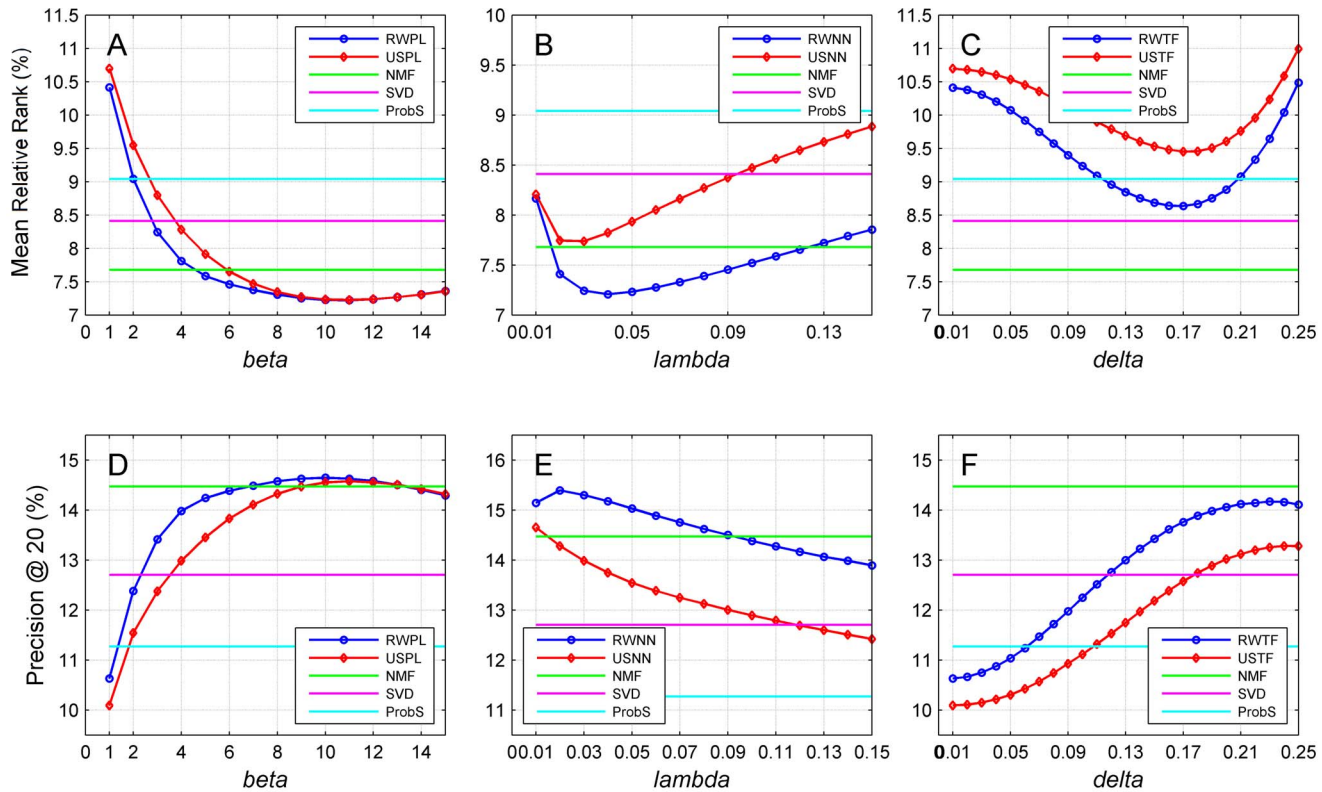 A
Mean Relative Rank (%)
11.5
11
10.5
10
9.5
9
8.5
8
7.5
7
RWPL
USPL
NMF
SVD
ProbS
0 1 2 4 6 8 10 12 14
beta
B
10
9.5
9
8.5
8
7.5
7
RWNN
USNN
NMF
SVD
ProbS
0 0.01 0.05 0.09 0.13
lambda
C
11.5
11
10.5
10
9.5
9
8.5
8
7.5
7
RWTF
USTF
NMF
SVD
ProbS
0 0.01 0.05 0.09 0.13 0.17 0.21 0.25
delta
D
Precision @ 20 (%)
15
14
13
12
11
10
RWPL
USPL
NMF
SVD
ProbS
0 1 2 4 6 8 10 12 14
beta
E
16
15
14
13
12
11
RWNN
USNN
NMF
SVD
ProbS
0 0.01 0.03 0.05 0.07 0.09 0.11 0.13 0.15
lambda
F
15
14
13
12
11
10
RWTF
USTF
NMF
SVD
ProbS
0 0.01 0.05 0.09 0.13 0.17 0.21 0.25
delta